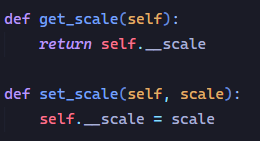 def get_scale(self):
    return self.__scale

def set_scale(self, scale):
    self.__scale = scale